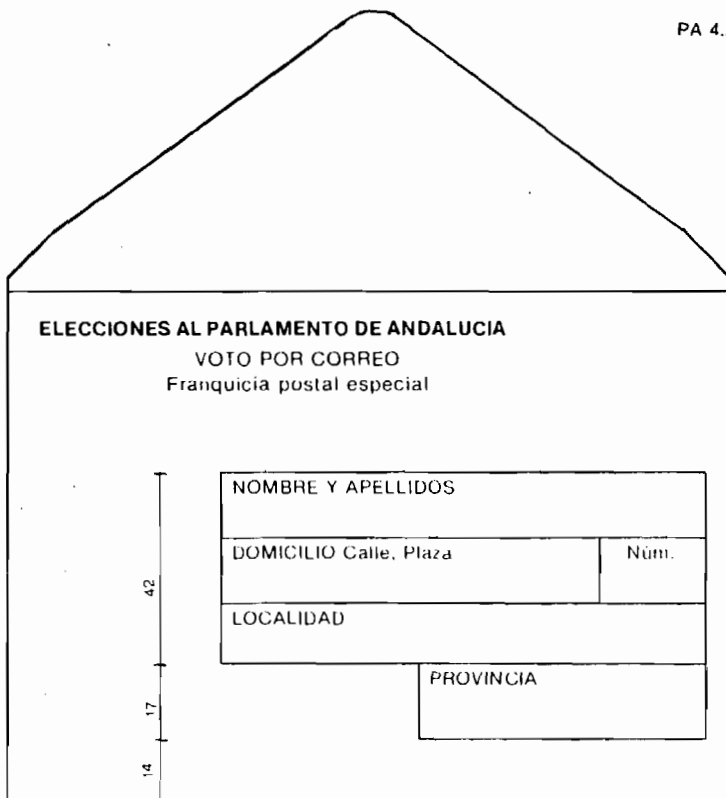 PA 4.
ELECCIONES AL PARLAMENTO DE ANDALUCIA
VOTO POR CORREO
Franquicia postal especial
NOMBRE Y APELLIDOS
DOMICILIO Calle, Plaza Núm.
42
LOCALIDAD
PROVINCIA
17
14